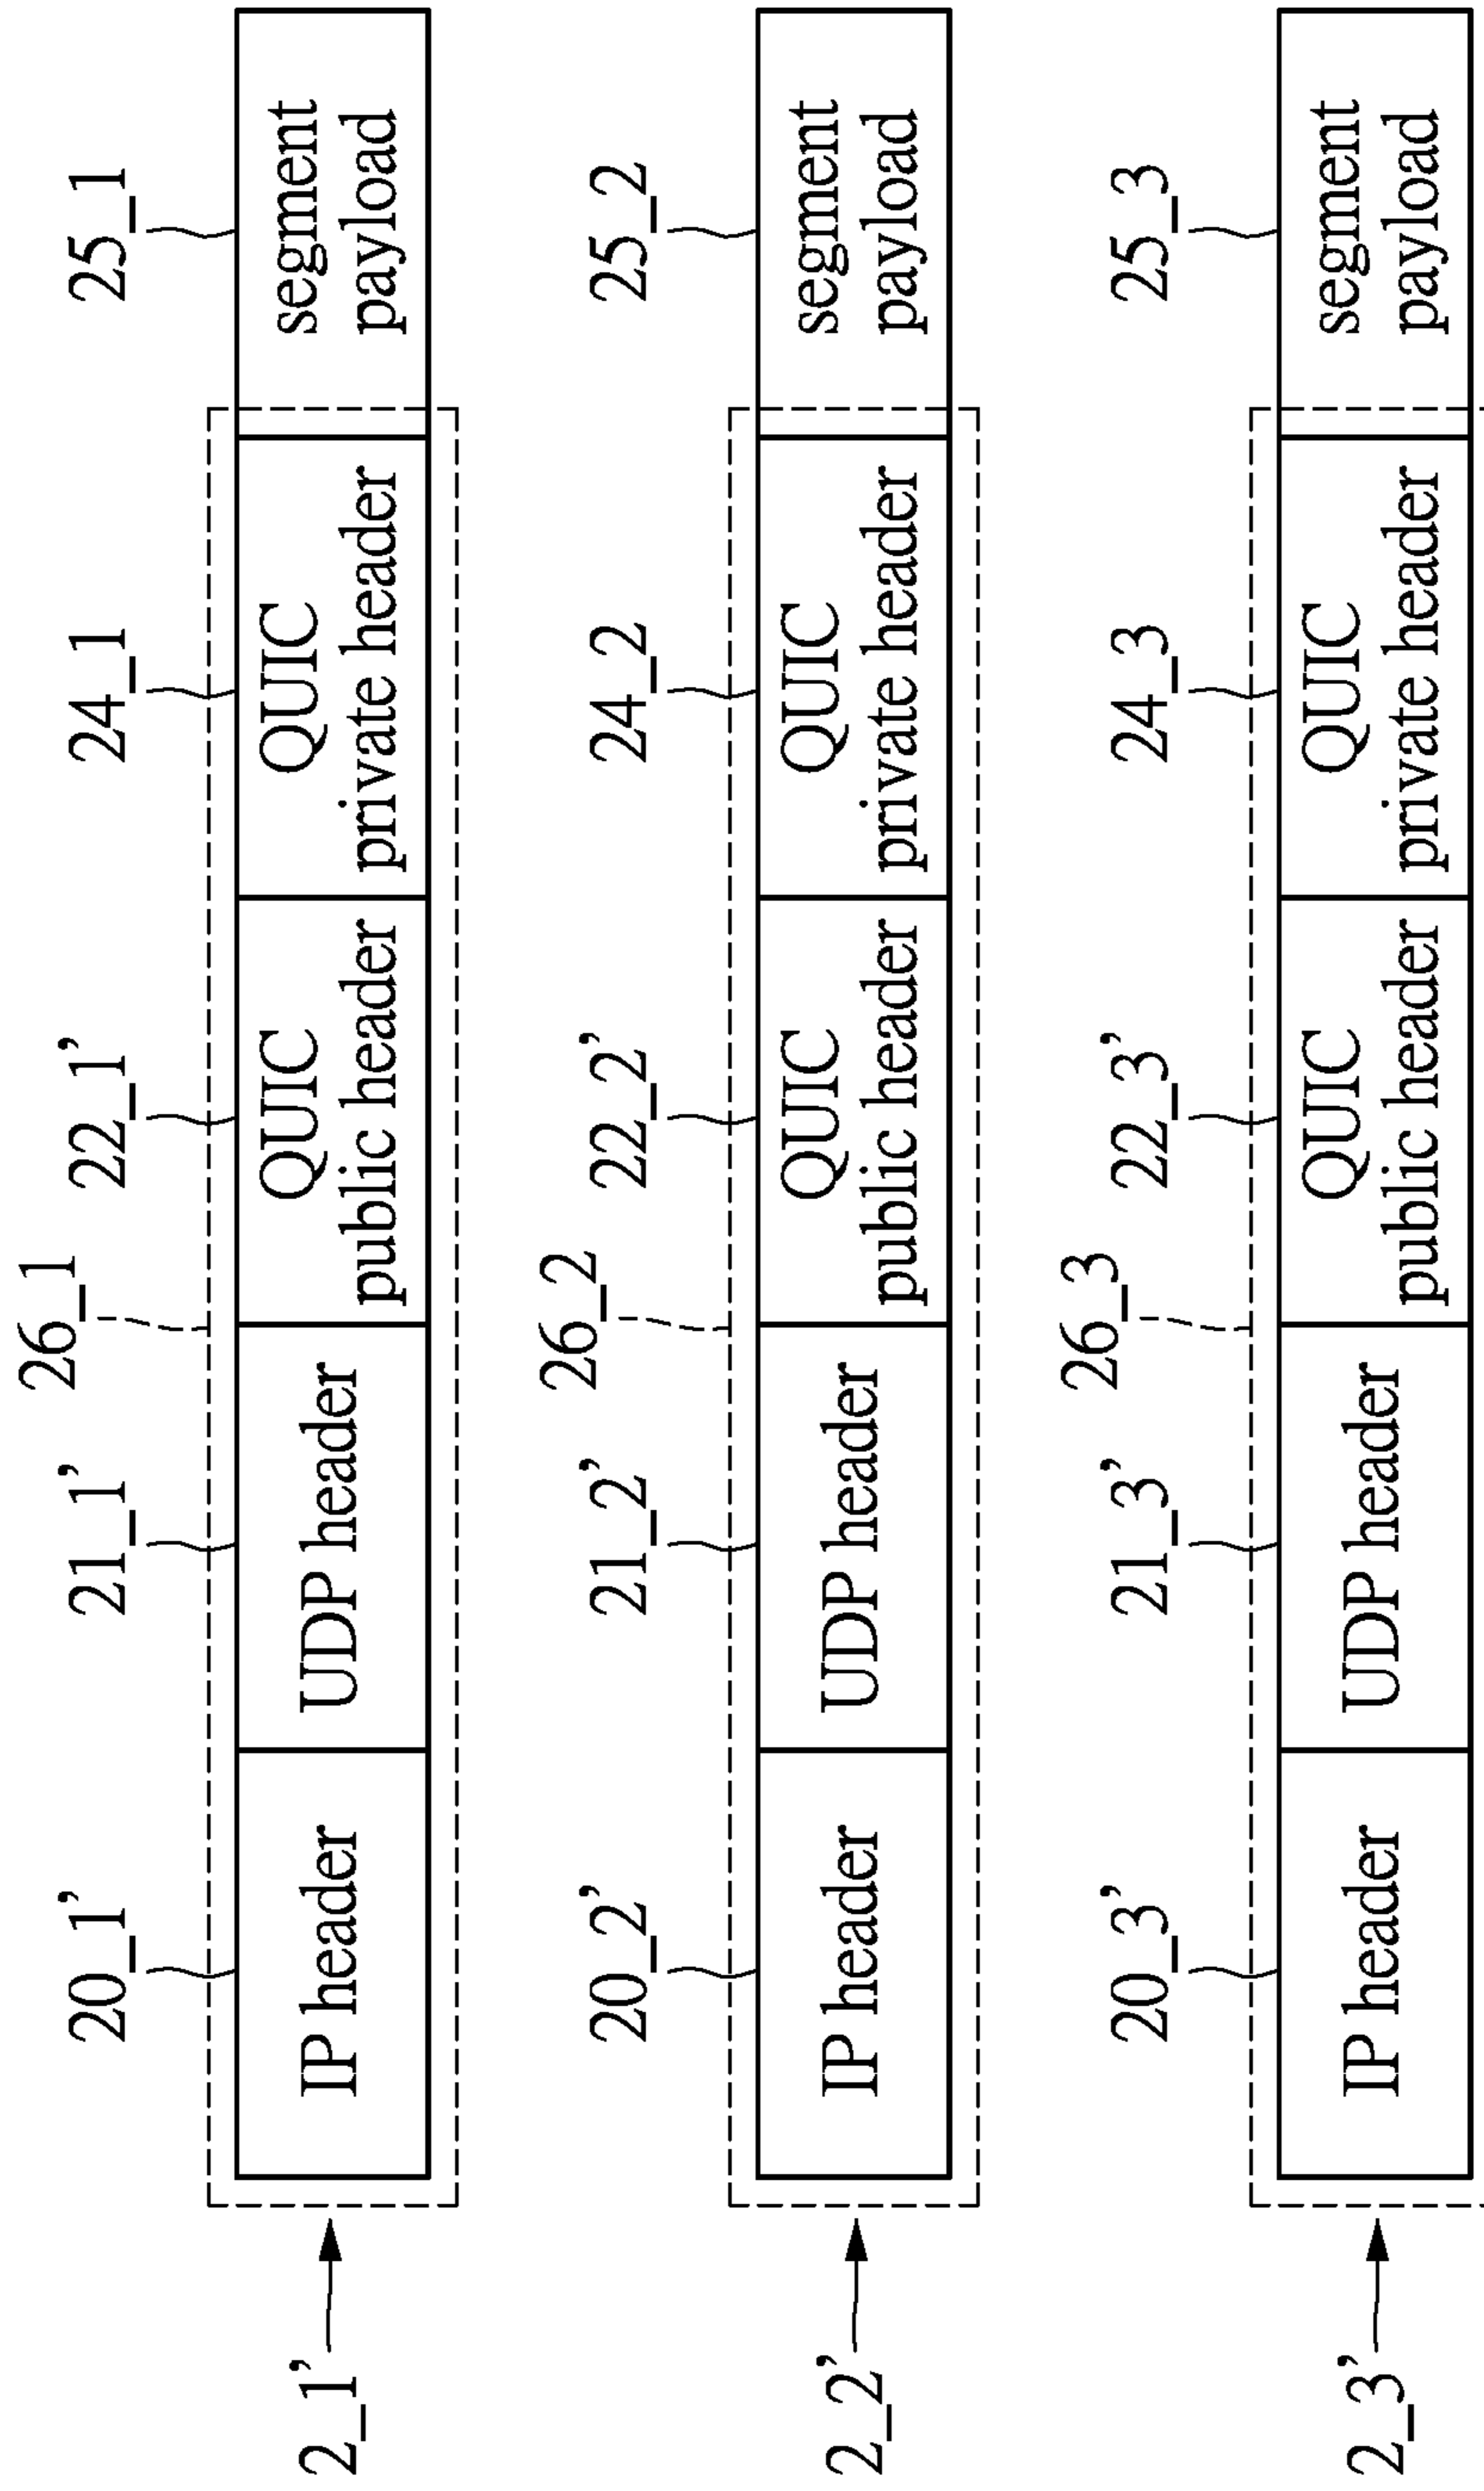 26_1
20_1’
21_1’
22_1’
24_1
25_1
2_1’
IP header
UDP header
QUIC
public header
QUIC
private header
segment
payload
26_2
20_2’
21_2’
22_2’
24_2
25_2
2_2’
IP header
UDP header
QUIC
public header
QUIC
private header
segment
payload
26_3
20_3’
21_3’
22_3’
24_3
25_3
2_3’
IP header
UDP header
QUIC
public header
QUIC
private header
segment
payload